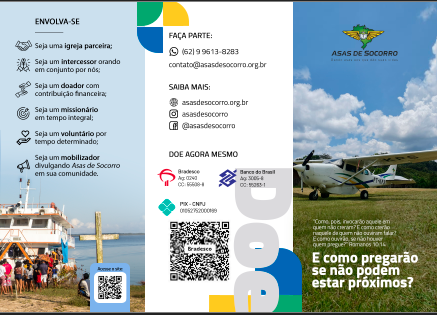 ENVOLVA-SE
Seja uma igreja parceira;
Seja um intercessor orando
em conjunto por nós;
Seja um doador com
contribuição financeira;
Seja um missionário
em tempo integral;
Seja um voluntário por
tempo determinado;
Seja um mobilizador
divulgando Asas de Socorro
em sua comunidade.
Acesse o site:
FAÇA PARTE:
(62) 9 9613-8283
contato@asasdesocorro.org.br
SAIBA MAIS:
asasdesocorro.org.br
asasdesocorro
@asasdesocorro
DOE AGORA MESMO
Bradesco
Ag: 0240
CC: 55508-8
Banco do Brasil
Ag: 3068-8
PIX - CNPJ
01052752000169
Bradesco
doe
ASAS DE SOCORRO
"Como, pois, invocarão aquele em
quem não creram? E como crerão
naquele de quem não ouviram falar?
E como ouvirão, se não houver
quem pregue?" Romanos 10:14
E como pregarão
se não podem
estar próximos?